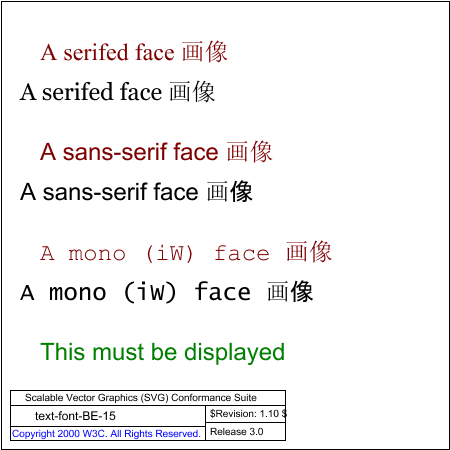 A serifed face 画像
A serifed face 画像
A sans-serif face 画像
A sans-serif face 画像
A mono (iW) face 画像
A mono (iW) face 画像
This must be displayed
Scalable Vector Graphics (SVG) Conformance Suite
text-font-BE-15
$Revision: 1.10 $
Copyright 2000 W3C. All Rights Reserved.
Release 3.0